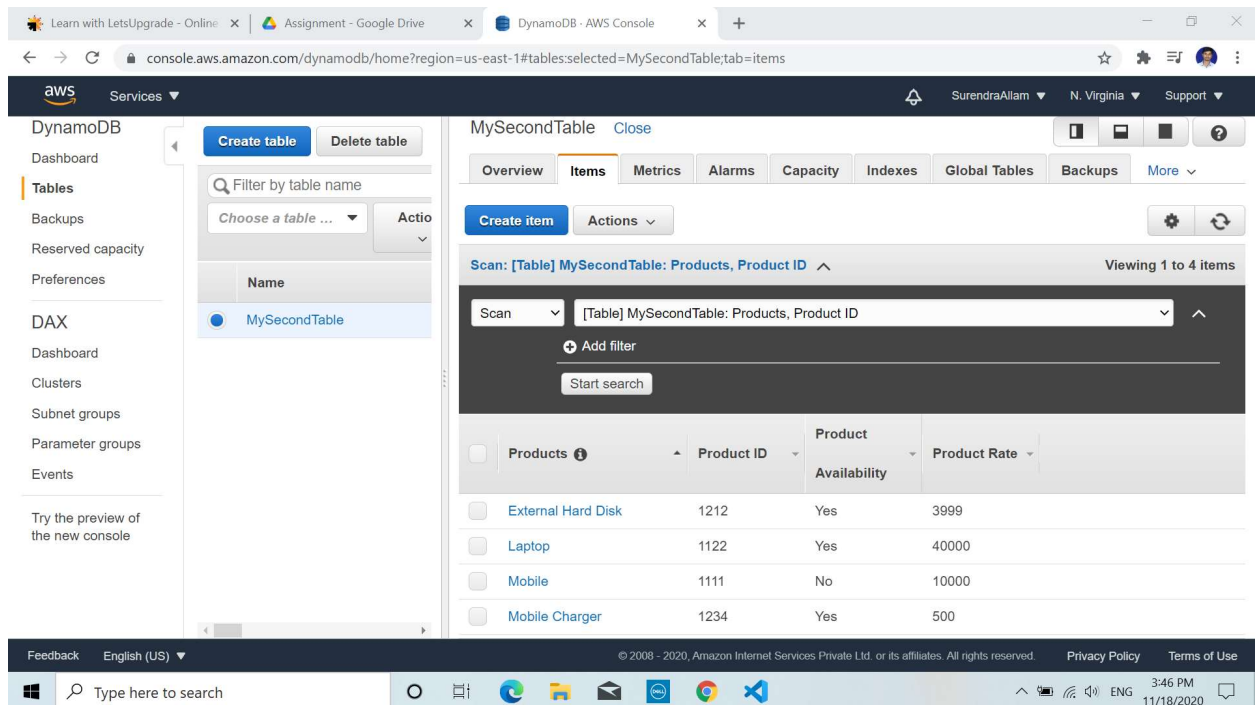 Learn with LetsUpgrade - Online
Assignment - Google Drive
DynamoDB - AWS Console
console.aws.amazon.com/dynamodb/home?region=us-east-1#tables:selected=MySecondTable;tab=items
aws
Services
SurendraAllam
N. Virginia
Support
DynamoDB
Dashboard
Tables
Backups
Reserved capacity
Preferences
DAX
Dashboard
Clusters
Subnet groups
Parameter groups
Events
Try the preview of
the new console
Create table
Delete table
Filter by table name
Choose a table ...
Actio
Name
MySecondTable
MySecondTable Close
Overview
Items
Metrics
Alarms
Capacity
Indexes
Global Tables
Backups
More
Create item
Actions
Scan: [Table] MySecondTable: Products, Product ID
Viewing 1 to 4 items
Scan
[Table] MySecondTable: Products, Product ID
Add filter
Start search
Products
Product ID
Product
Availability
Product Rate
External Hard Disk 1212 Yes 3999
Laptop 1122 Yes 40000
Mobile 1111 No 10000
Mobile Charger 1234 Yes 500
Feedback
English (US)
© 2008 - 2020, Amazon Internet Services Private Ltd. or its affiliates. All rights reserved.
Privacy Policy
Terms of Use
Type here to search
DELL
ENG
3:46 PM
11/18/2020